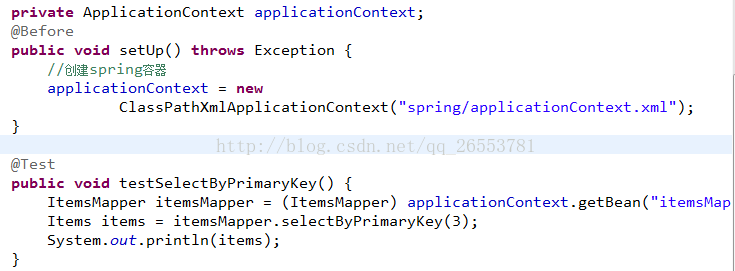 private ApplicationContext applicationContext;
@Before
public void setUp() throws Exception {
//创建spring容器
applicationContext = new
ClassPathXmlApplicationContext("spring/applicationContext.xml");
}
http://blog.csdn.net/qq_26553781
@Test
public void testSelectByPrimaryKey() {
ItemsMapper itemsMapper = (ItemsMapper) applicationContext.getBean("itemsMap
Items items = itemsMapper.selectByPrimaryKey(3);
System.out.println(items);
}